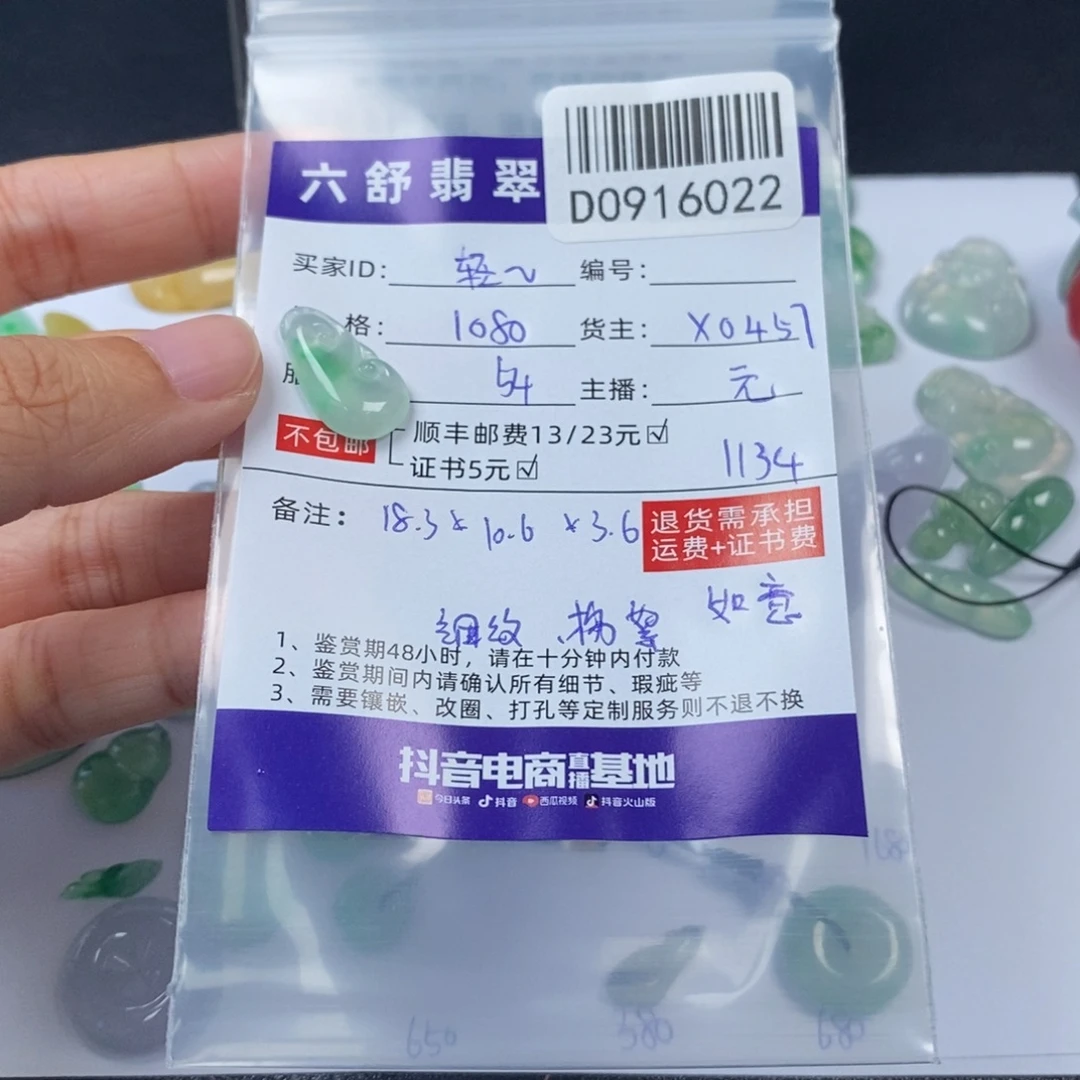 六舒翡翠
D0916022
买家ID: 轻~ 编号:
格: 1080 货主: X0457
54 主播: 元
不包邮 顺丰邮费13/23元☑
证书5元☑ 1134
备注: 18.3×10.6×3.6 退货需承担
运费+证书费
如意
细纹、
1、鉴赏期48小时，请在十分钟内付款
2、鉴赏期间内请确认所有细节、瑕疵等
3、需要镶嵌、改圈、打孔等定制服务则不退不换
抖音电商直播基地
今日头条 抖音 西瓜视频 抖音火山版
650 580 680